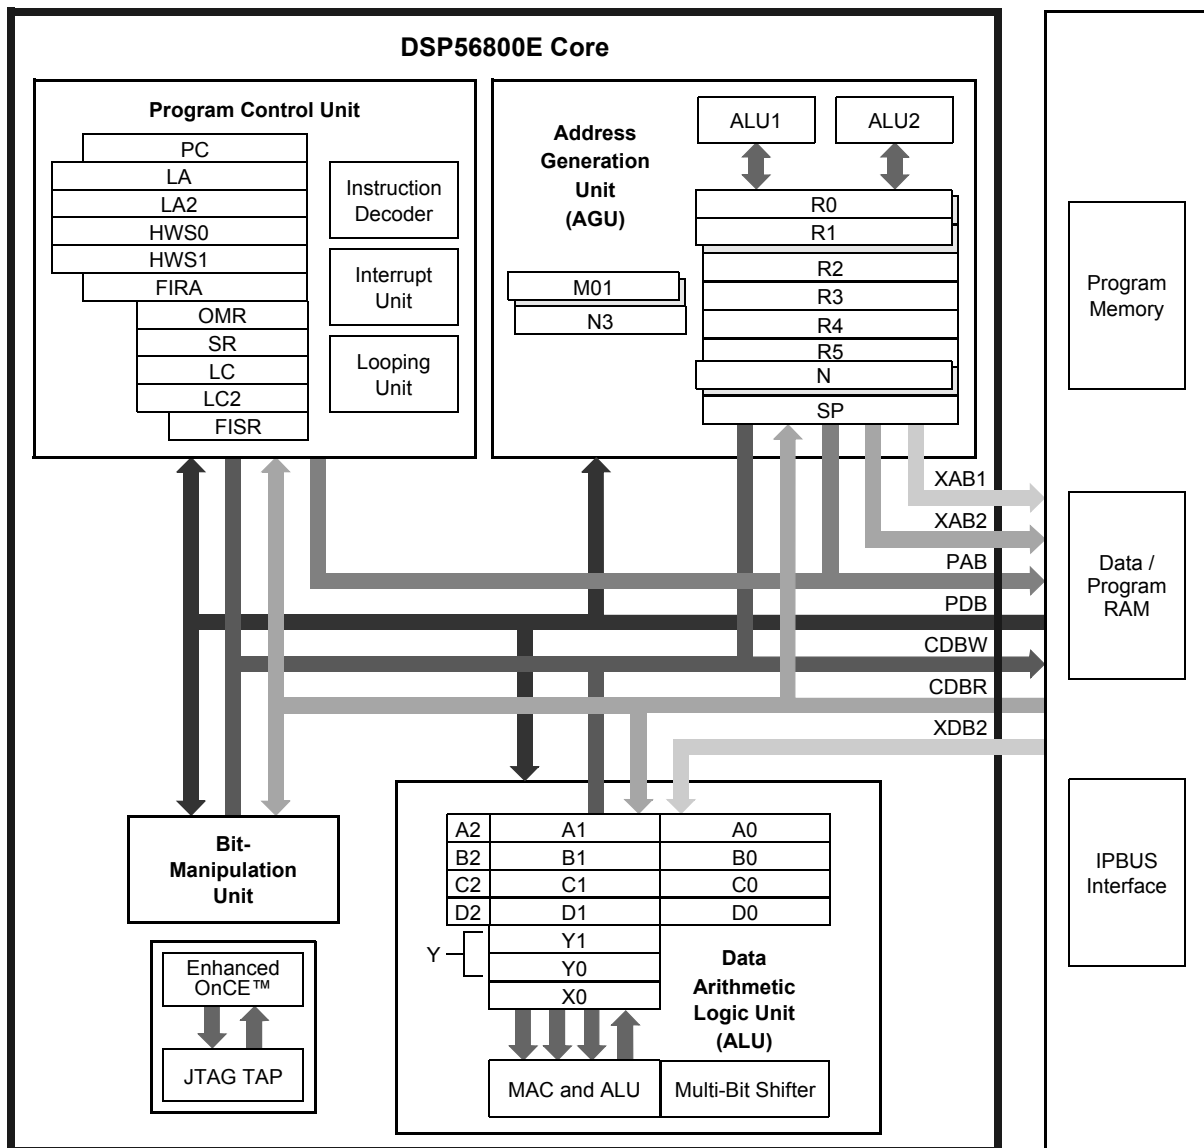 DSP56800E Core
Program Control Unit
PC
LA
LA2
HWS0
HWS1
FIRA
OMR
SR
LC
LC2
FISR
Instruction
Decoder
Interrupt
Unit
Looping
Unit
Address
Generation
Unit
(AGU)
ALU1
ALU2
R0
R1
R2
R3
R4
R5
N
SP
M01
N3
XAB1
XAB2
PAB
PDB
CDBW
CDBR
XDB2
Program
Memory
Data /
Program
RAM
IPBUS
Interface
Bit-
Manipulation
Unit
Enhanced
OnCE™
JTAG TAP
A2 A1 A0
B2 B1 B0
C2 C1 C0
D2 D1 D0
Y
Y1
Y0
X0
Data
Arithmetic
Logic Unit
(ALU)
MAC and ALU
Multi-Bit Shifter